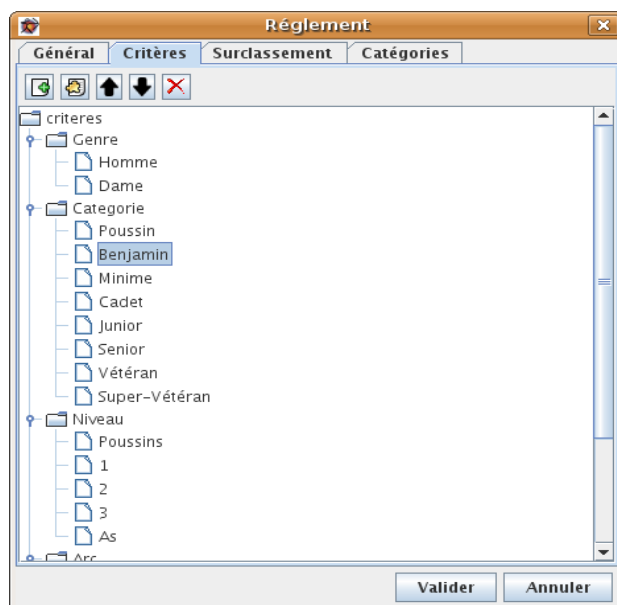 Réglement
Général Critères Surclassement Catégories
criteres
Genre
Homme
Dame
Categorie
Poussin
Benjamin
Minime
Cadet
Junior
Senior
Vétéran
Super-Vétéran
Niveau
Poussins
1
2
3
As
Arc
Valider Annuler